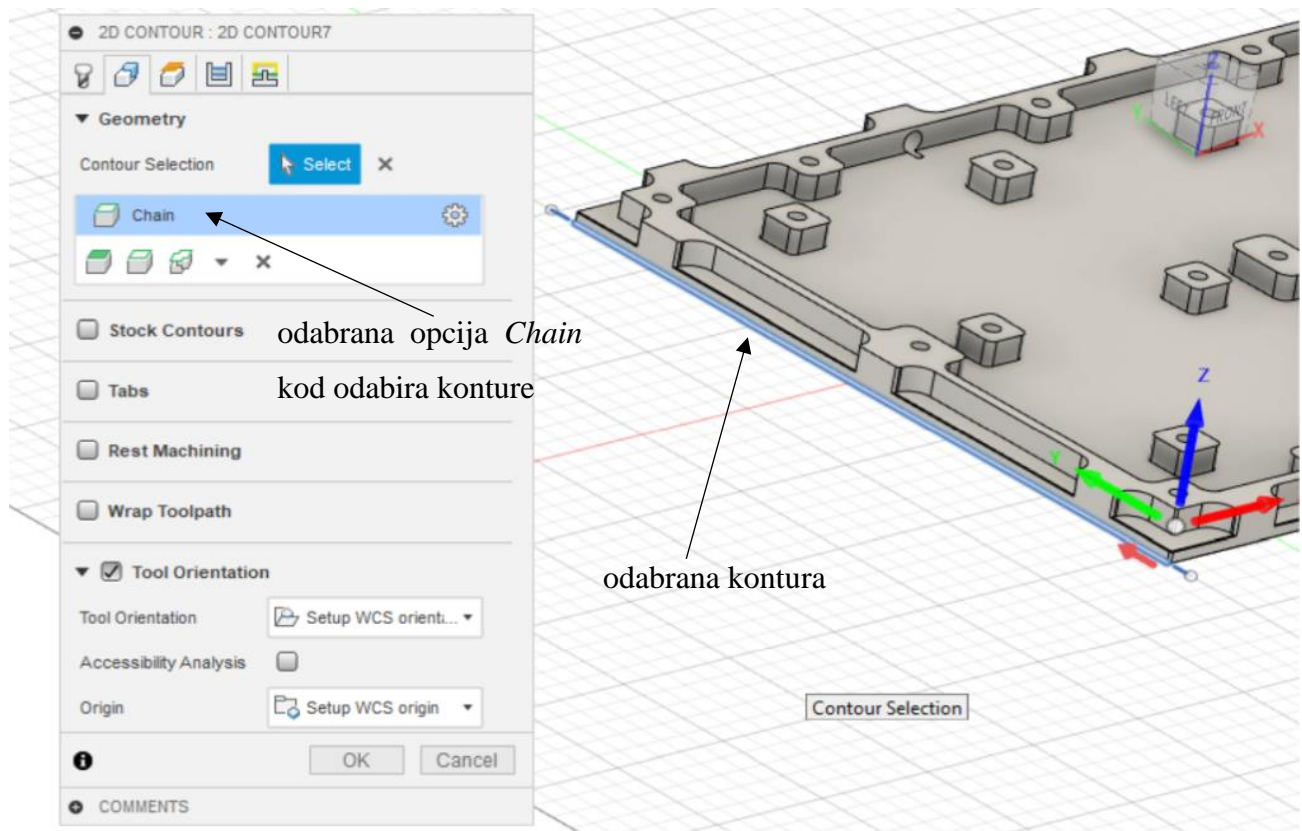 2D CONTOUR : 2D CONTOUR7
Geometry
Contour Selection
Select
Chain
Stock Contours
odabrana opcija Chain
kod odabira konture
Tabs
Rest Machining
Wrap Toolpath
Tool Orientation
Tool Orientation
Setup WCS orienta...
Accessibility Analysis
Origin
Setup WCS origin
OK
Cancel
COMMENTS
odabrana kontura
Contour Selection
Z
LEFT
FRONT
Y
X
Z
Y